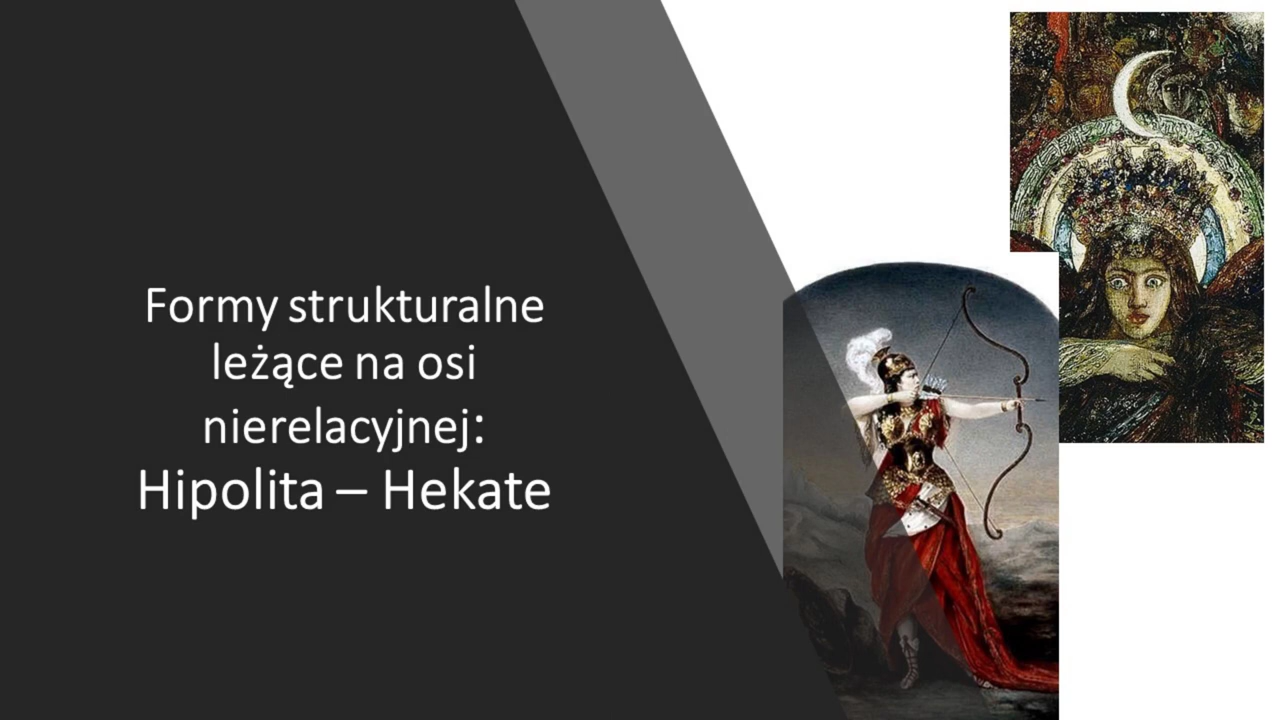 Formy strukturalne
leżące na osi
nierelacyjnej:
Hipolita – Hekate